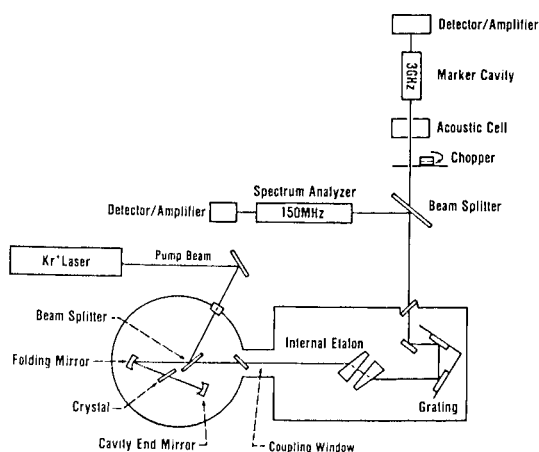 Detector/Amplifier
3GHz
Marker Cavity
Acoustic Cell
Chopper
Spectrum Analyzer
Detector/Amplifier
150MHz
Beam Splitter
Kr⁺Laser
Pump Beam
Beam Splitter
Internal Etalon
Folding Mirror
Crystal
Grating
Cavity End Mirror
Coupling Window